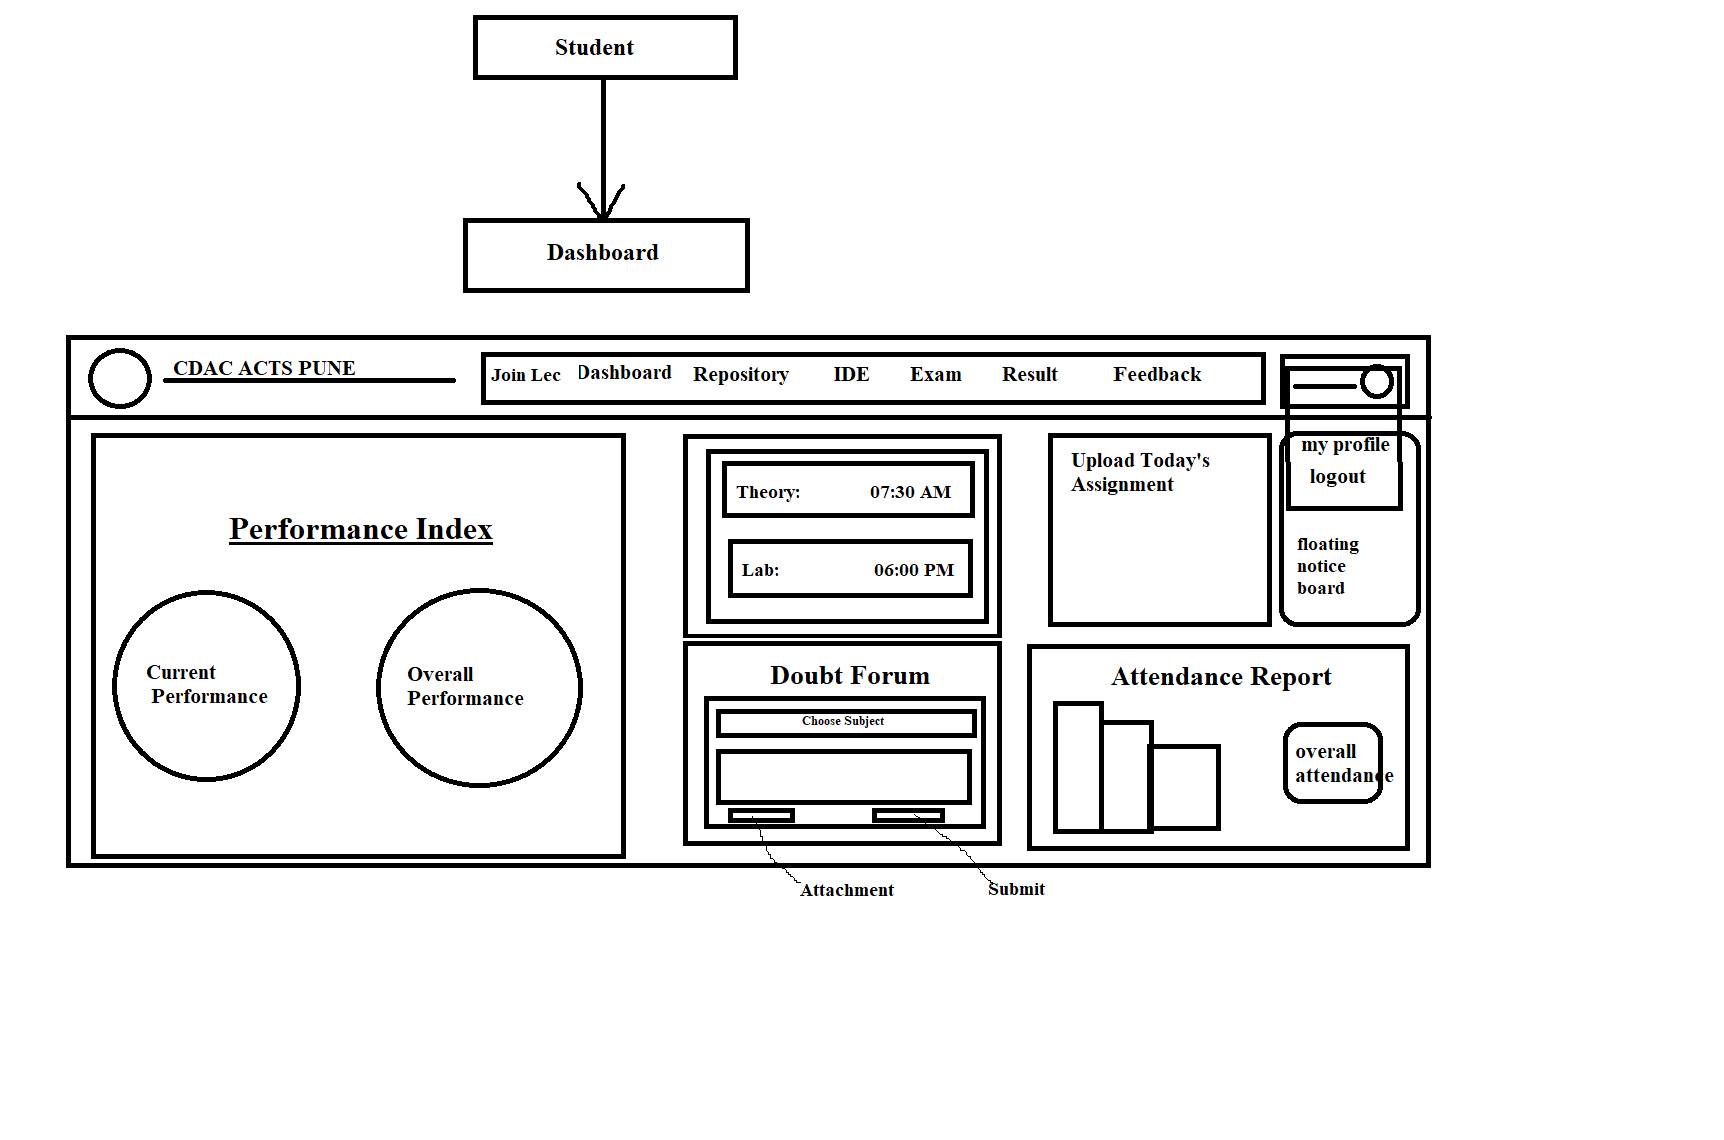 Student
Dashboard
CDAC ACTS PUNE
Join Lec Dashboard Repository IDE Exam Result Feedback
my profile
logout
Performance Index
Current
Performance
Overall
Performance
Theory: 07:30 AM
Lab: 06:00 PM
Upload Today's
Assignment
floating
notice
board
Doubt Forum
Choose Subject
Attachment
Submit
Attendance Report
overall
attendance